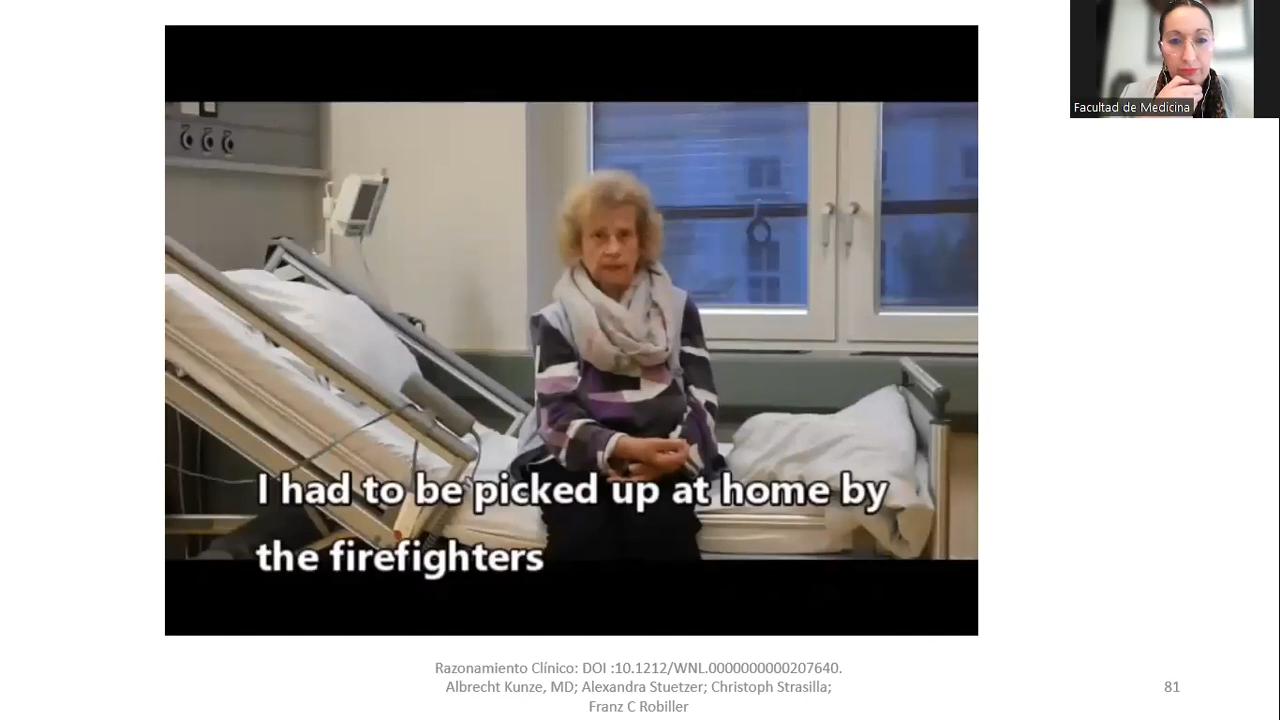 Facultad de Medicina
I had to be picked up at home by
the firefighters
Razonamiento Clínico: DOI :10.1212/WNL.0000000000207640.
Albrecht Kunze, MD; Alexandra Stuetzer; Christoph Strasilla;
Franz C Robiller
81